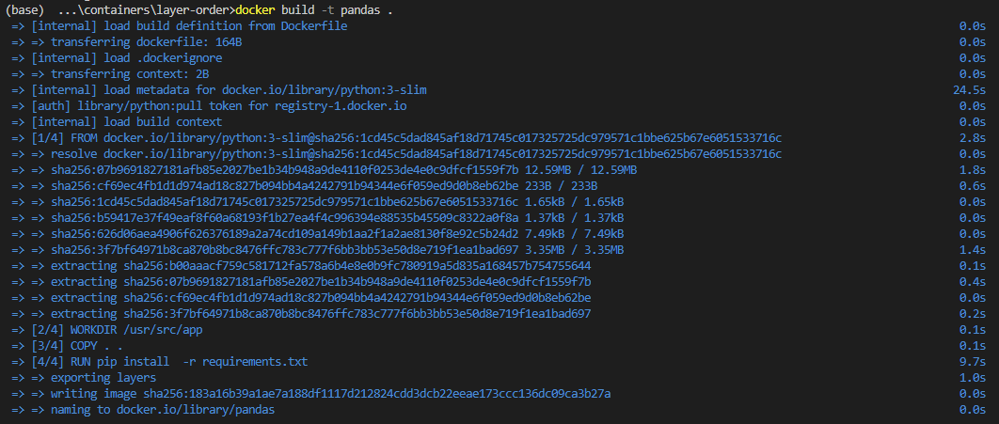 (base) ...\containers\layer-order>docker build -t pandas .
=> [internal] load build definition from Dockerfile 0.0s
=> => transferring dockerfile: 164B 0.0s
=> [internal] load .dockerignore 0.0s
=> => transferring context: 2B 0.0s
=> [internal] load metadata for docker.io/library/python:3-slim 24.5s
=> [auth] library/python:pull token for registry-1.docker.io 0.0s
=> [internal] load build context 0.0s
=> [1/4] FROM docker.io/library/python:3-slim@sha256:1cd45c5dad845af18d71745c017325725dc979571c1bbe625b67e6051533716c 2.8s
=> => resolve docker.io/library/python:3-slim@sha256:1cd45c5dad845af18d71745c017325725dc979571c1bbe625b67e6051533716c 0.0s
=> => sha256:07b9691827181afb85e2027be1b34b948a9de4110f0253de4e0c9dfcf1559f7b 12.59MB / 12.59MB 1.8s
=> => sha256:cf69ec4fb1d1d974ad18c827b094bb4a4242791b94344e6f059ed9d0b8eb62be 233B / 233B 0.6s
=> => sha256:1cd45c5dad845af18d71745c017325725dc979571c1bbe625b67e6051533716c 1.65kB / 1.65kB 0.0s
=> => sha256:b59417e37f49eaf8f60a68193f1b27ea4f4c996394e88535b45509c8322a0f8a 1.37kB / 1.37kB 0.0s
=> => sha256:626d06aea4906f626376189a2a74cd109a149b1aa2f1a2ae8130f8e92c5b24d2 7.49kB / 7.49kB 0.0s
=> => sha256:3f7bf64971b8ca870b8bc8476ffc783c777f6bb3bb53e50d8e719f1ea1bad697 3.35MB / 3.35MB 1.4s
=> => extracting sha256:b00aaacf759c581712fa578a6b4e8e0b9fc780919a5d835a168457b754755644 0.1s
=> => extracting sha256:07b9691827181afb85e2027be1b34b948a9de4110f0253de4e0c9dfcf1559f7b 0.4s
=> => extracting sha256:cf69ec4fb1d1d974ad18c827b094bb4a4242791b94344e6f059ed9d0b8eb62be 0.0s
=> => extracting sha256:3f7bf64971b8ca870b8bc8476ffc783c777f6bb3bb53e50d8e719f1ea1bad697 0.2s
=> [2/4] WORKDIR /usr/src/app 0.1s
=> [3/4] COPY . . 0.1s
=> [4/4] RUN pip install  -r requirements.txt 9.7s
=> => exporting layers 1.0s
=> => writing image sha256:183a16b39a1ae7a188df1117d212824cdd3dcb22eeae173ccc136dc09ca3b27a 0.0s
=> => naming to docker.io/library/pandas 0.0s